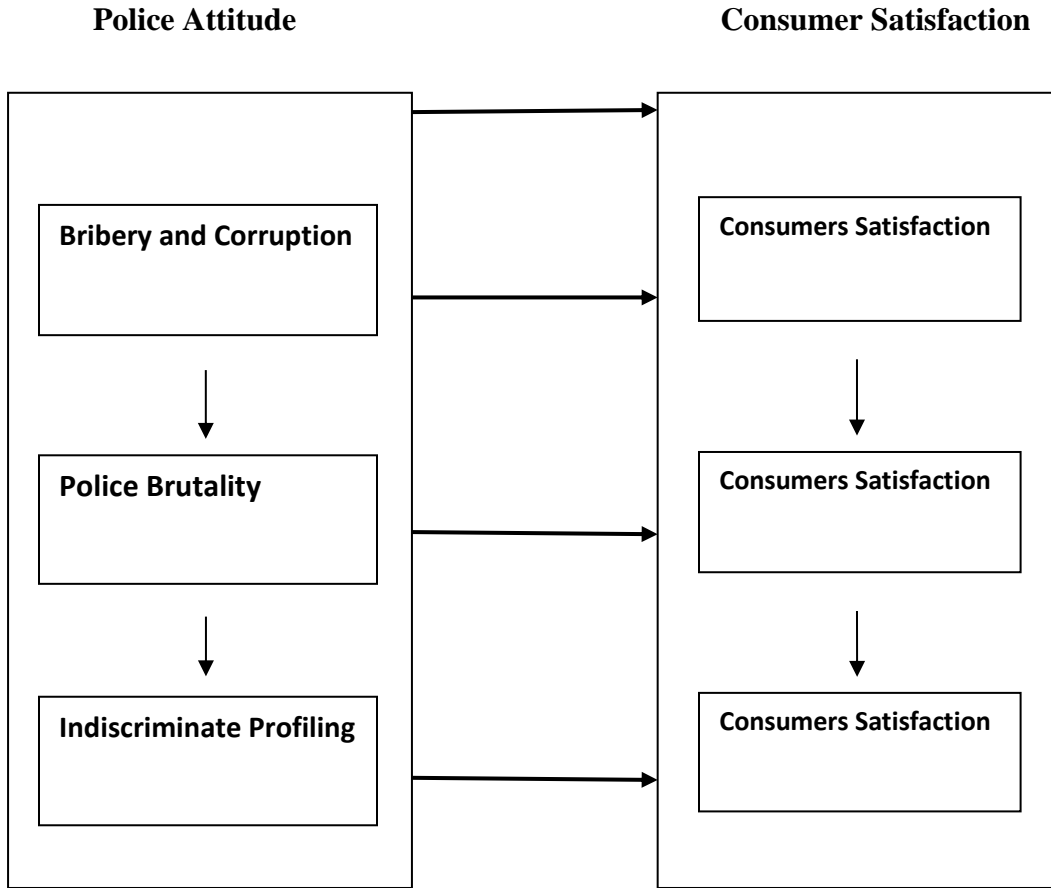 Police Attitude
Consumer Satisfaction
Bribery and Corruption
Consumers Satisfaction
Police Brutality
Consumers Satisfaction
Indiscriminate Profiling
Consumers Satisfaction